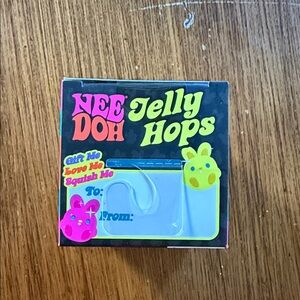 NEE DOH
Jelly Hops
Gift Me
Love Me
Squish Me
To:
From: